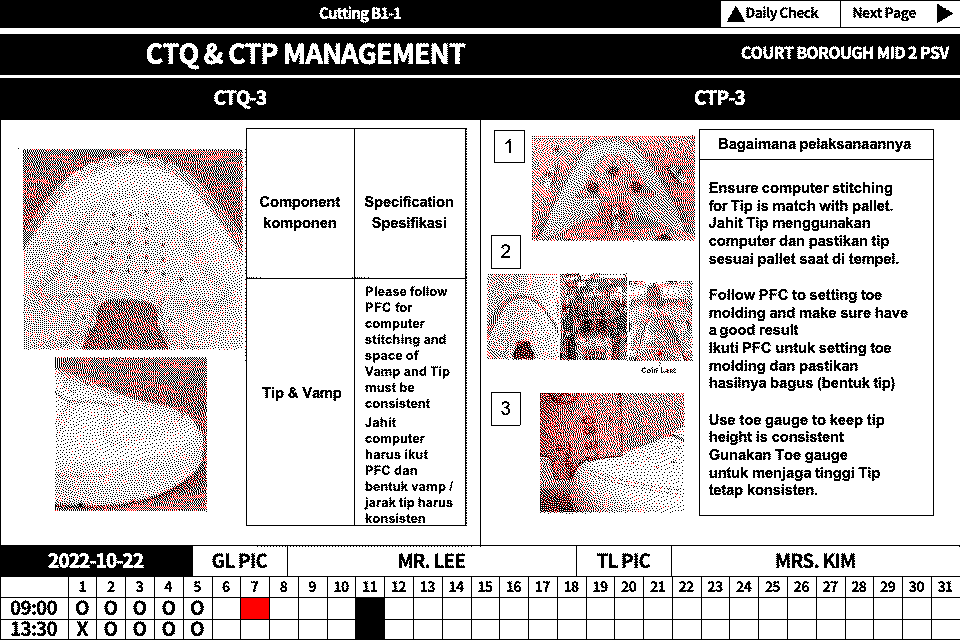 Cutting B1-1
▲Daily Check
Next Page ▶
CTQ & CTP MANAGEMENT
COURT BOROUGH MID 2 PSV
CTQ-3
CTP-3
Component
komponen
Specification
Spesifikasi
Tip & Vamp
Please follow
PFC for
computer
stitching and
space of
Vamp and Tip
must be
consistent
Jahit
computer
harus ikut
PFC dan
bentuk vamp /
jarak tip harus
konsisten
1
2
3
Bagaimana pelaksanaannya
Ensure computer stitching
for Tip is match with pallet.
Jahit Tip menggunakan
computer dan pastikan tip
sesuai pallet saat di tempel.
Follow PFC to setting toe
molding and make sure have
a good result
Ikuti PFC untuk setting toe
molding dan pastikan
hasilnya bagus (bentuk tip)
Use toe gauge to keep tip
height is consistent
Gunakan Toe gauge
untuk menjaga tinggi Tip
tetap konsisten.
2022-10-22 GL PIC MR. LEE TL PIC MRS. KIM
1 2 3 4 5 6 7 8 9 10 11 12 13 14 15 16 17 18 19 20 21 22 23 24 25 26 27 28 29 30 31
09:00 O O O O O
13:30 X O O O O